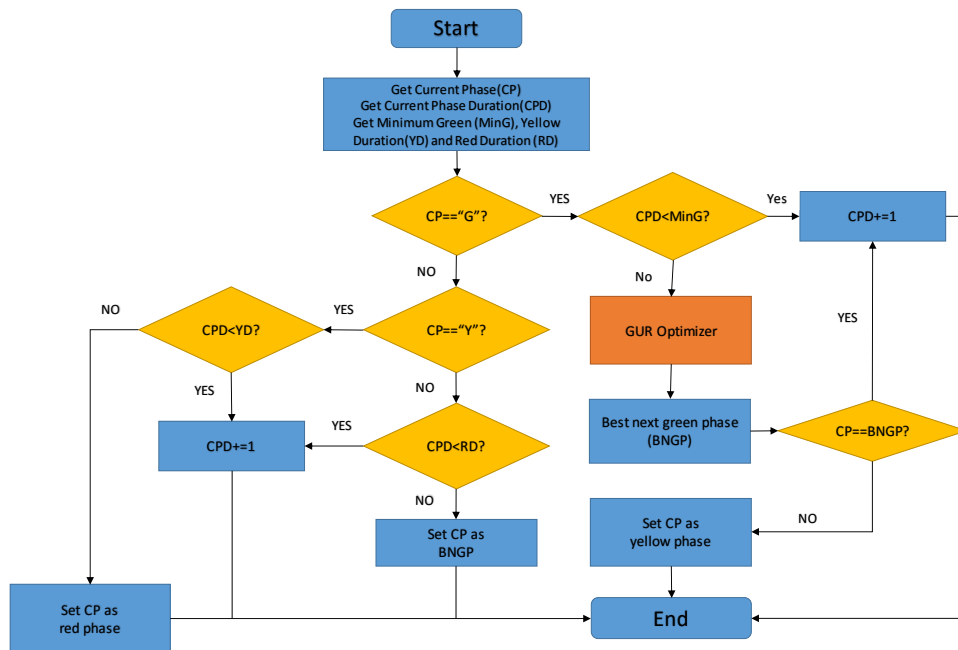 Start
Get Current Phase(CP)
Get Current Phase Duration(CPD)
Get Minimum Green (MinG), Yellow
Duration(YD) and Red Duration (RD)
CP==“G”?
YES
CPD<MinG?
Yes
CPD+=1
NO
No
NO
CPD<YD?
YES
CP==“Y”?
GUR Optimizer
YES
YES
NO
CPD+=1
YES
CPD<RD?
Best next green phase
(BNGP)
CP==BNGP?
NO
Set CP as
BNGP
Set CP as
yellow phase
NO
Set CP as
red phase
End